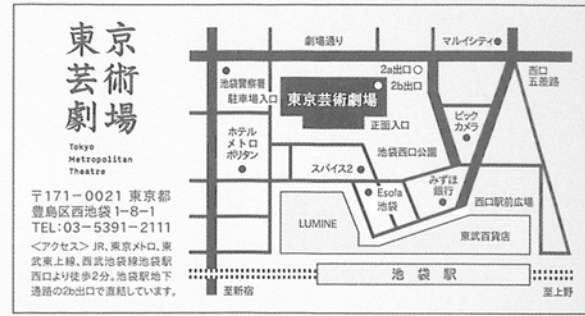 東京
芸術
劇場
Tokyo
Metropolitan
Theatre
〒171-0021 東京都
豊島区西池袋1-8-1
TEL:03-5391-2111
<アクセス> JR、東京メトロ、東
武東上線、西武池袋線池袋駅
西口より徒歩2分。池袋駅地下
通路の2b出口で直結しています。
劇場通り
マルイシティ
池袋警察署
駐車場入口
東京芸術劇場
2a出口
2b出口
西口
五差路
正面入口
ビック
カメラ
ホテル
メトロ
ポリタン
池袋西口公園
スパイス2
Esola
池袋
みずほ
銀行
西口駅前広場
LUMINE
東武百貨店
池袋駅
至新宿
至上野